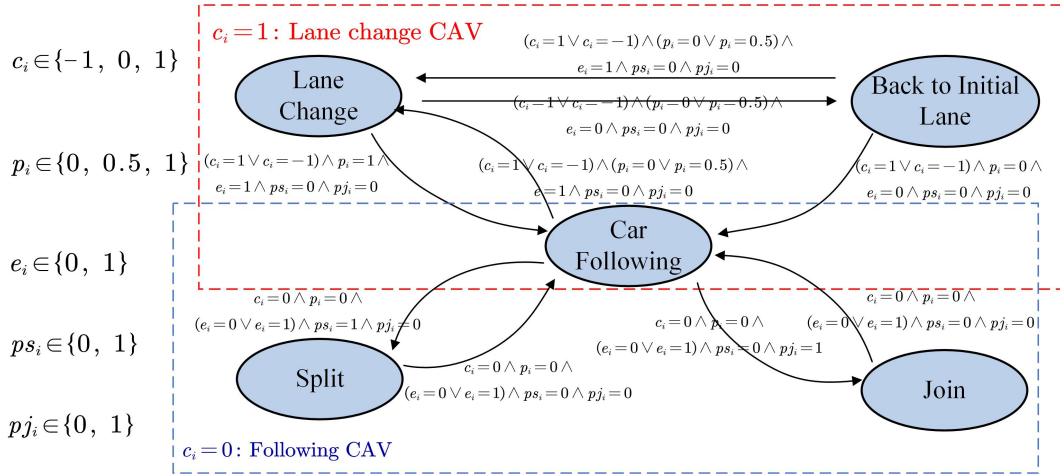 c_i=1: Lane change CAV
c_i∈{-1, 0, 1}
(c_i=1∨c_i=-1)∧(p_i=0∨p_i=0.5)∧
e_i=1∧ps_i=0∧pj_i=0
Lane
Change
Back to Initial
Lane
(c_i=1∨c_i=-1)∧(p_i=0∨p_i=0.5)∧
e_i=0∧ps_i=0∧pj_i=0
p_i∈{0, 0.5, 1}
(c_i=1∨c_i=-1)∧p_i=1∧
e_i=1∧ps_i=0∧pj_i=0
(c_i=1∨c_i=-1)∧(p_i=0∨p_i=0.5)∧
e=1∧ps_i=0∧pj_i=0
(c_i=1∨c_i=-1)∧p_i=0∧
e_i=0∧ps_i=0∧pj_i=0
Car
Following
e_i∈{0, 1}
c_i=0∧p_i=0∧
(e_i=0∨e_i=1)∧ps_i=1∧pj_i=0
c_i=0∧p_i=0∧
(e_i=0∨e_i=1)∧ps_i=0∧pj_i=1
c_i=0∧p_i=0∧
(e_i=0∨e_i=1)∧ps_i=0∧pj_i=0
ps_i∈{0, 1}
Split
c_i=0∧p_i=0∧
(e_i=0∨e_i=1)∧ps_i=0∧pj_i=0
Join
pj_i∈{0, 1}
c_i=0: Following CAV